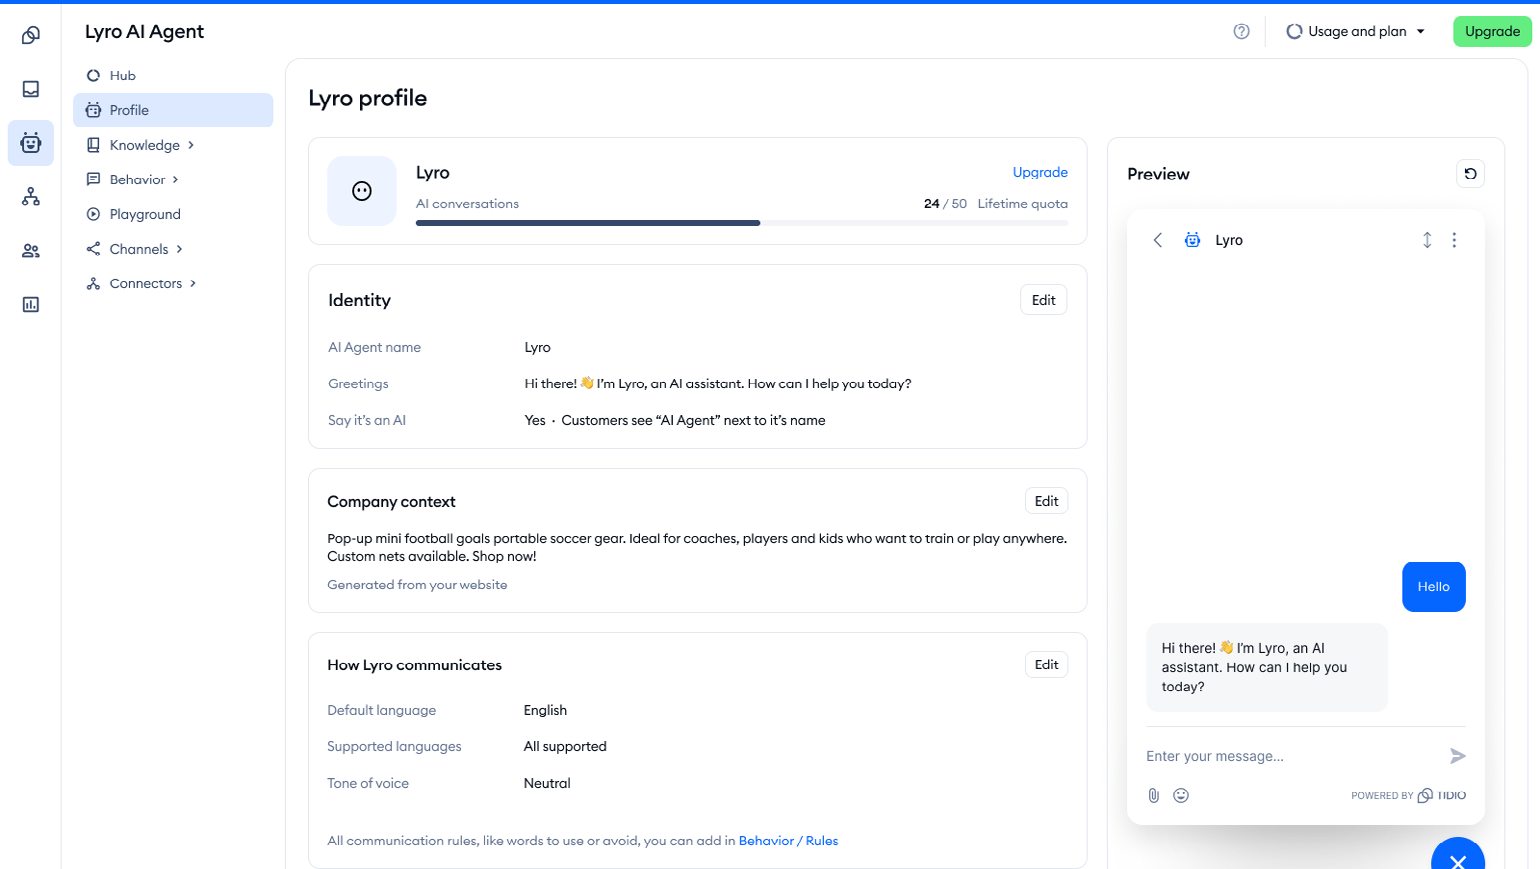 Lyro AI Agent
Usage and plan
Upgrade
Hub
Profile
Knowledge
Behavior
Playground
Channels
Connectors
Lyro profile
Lyro
Upgrade
AI conversations
24 / 50 Lifetime quota
Identity
Edit
AI Agent name
Lyro
Greetings
Hi there! 👋 I’m Lyro, an AI assistant. How can I help you today?
Say it’s an AI
Yes · Customers see “AI Agent” next to it’s name
Company context
Edit
Pop-up mini football goals portable soccer gear. Ideal for coaches, players and kids who want to train or play anywhere.
Custom nets available. Shop now!
Generated from your website
How Lyro communicates
Edit
Default language
English
Supported languages
All supported
Tone of voice
Neutral
All communication rules, like words to use or avoid, you can add in Behavior / Rules
Preview
Lyro
Hello
Hi there! 👋 I’m Lyro, an AI
assistant. How can I help you
today?
Enter your message...
POWERED BY TIDIO